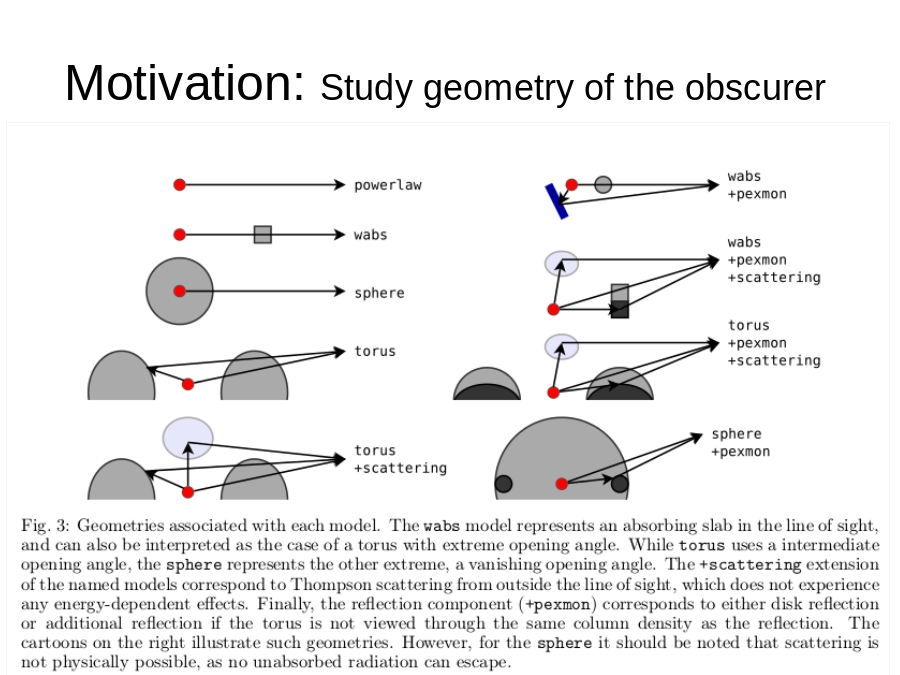 Motivation: Study geometry of the obscurer
powerlaw
wabs
sphere
torus
torus
+scattering
wabs
+pexmon
wabs
+pexmon
+scattering
torus
+pexmon
+scattering
sphere
+pexmon
Fig. 3: Geometries associated with each model. The wabs model represents an absorbing slab in the line of sight,
and can also be interpreted as the case of a torus with extreme opening angle. While torus uses a intermediate
opening angle, the sphere represents the other extreme, a vanishing opening angle. The +scattering extension
of the named models correspond to Thompson scattering from outside the line of sight, which does not experience
any energy-dependent effects. Finally, the reflection component (+pexmon) corresponds to either disk reflection
or additional reflection if the torus is not viewed through the same column density as the reflection. The
cartoons on the right illustrate such geometries. However, for the sphere it should be noted that scattering is
not physically possible, as no unabsorbed radiation can escape.